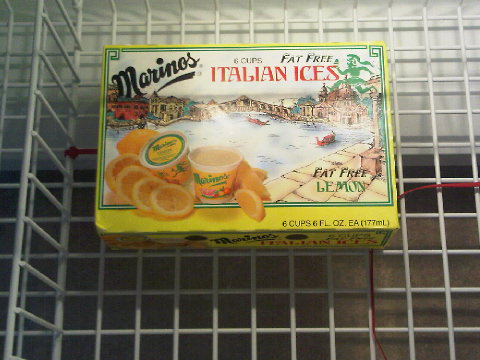 Marinos
6 CUPS FAT FREE
ITALIAN ICES
Marinos
Marinos
FAT FREE
LEMON
6 CUPS 6 FL. OZ. EA (177mL)
Marinos ITALIAN ICES